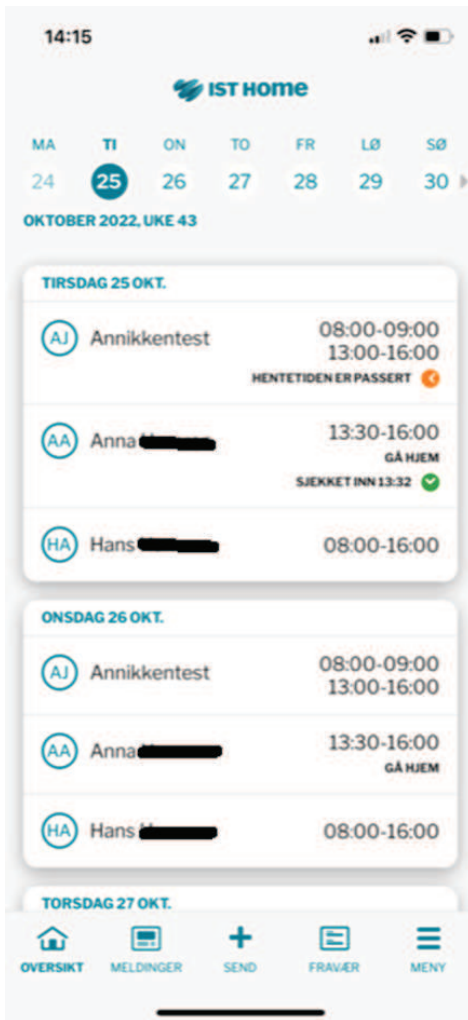 14:15
IST Home
MA TI ON TO FR LØ SØ
24 25 26 27 28 29 30
OKTOBER 2022, UKE 43
TIRSDAG 25 OKT.
AJ Annikkentest 08:00-09:00
13:00-16:00
HENTETIDEN ER PASSERT
AA Anna 13:30-16:00
GÅ HJEM
SJEKKET INN 13:32
HA Hans 08:00-16:00
ONSDAG 26 OKT.
AJ Annikkentest 08:00-09:00
13:00-16:00
AA Anna 13:30-16:00
GÅ HJEM
HA Hans 08:00-16:00
TORSDAG 27 OKT.
OVERSIKT MELDINGER SEND FRAVÆR MENY